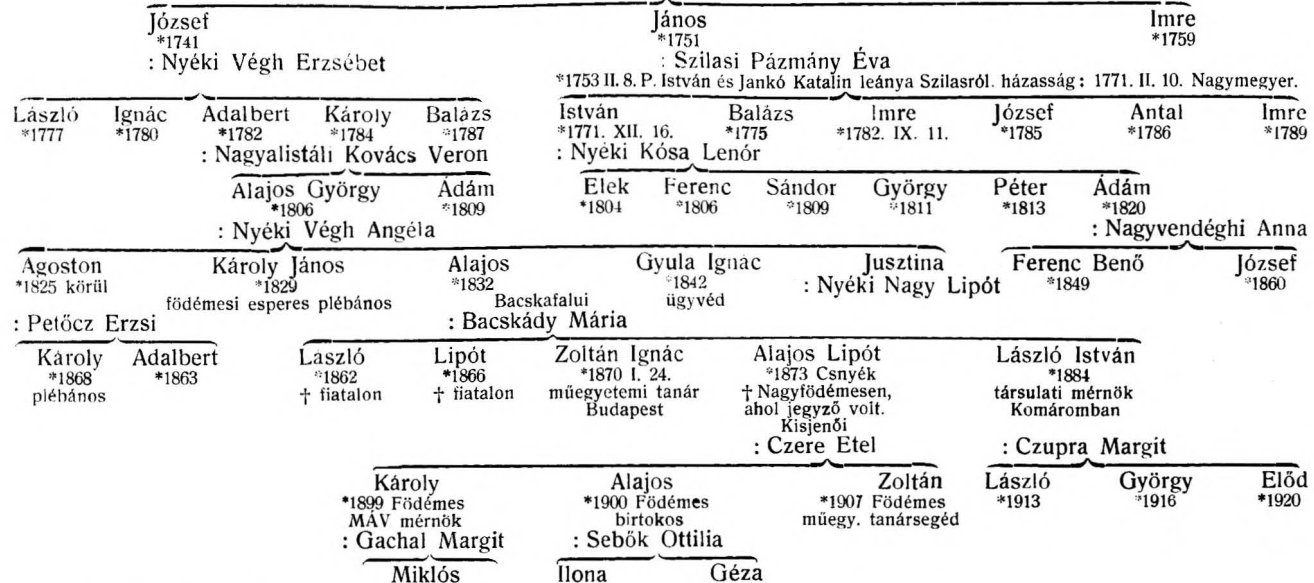 József János Imre
*1741 *1751 *1759
: Nyéki Végh Erzsébet : Szilasi Pázmány Éva
*1753 II. 8. P. István és Jankó Katalin leánya Szilasról. házasság: 1771. II. 10. Nagymegyer.
László Ignác Adalbert Károly Balázs István Balázs Imre József Antal Imre
*1777 *1780 *1782 *1784 *1787 *1771. XII. 16. *1775 *1782. IX. 11. *1785 *1786 *1789
: Nagyalistáli Kovács Veron : Nyéki Kósa Lenór
Alajos György Ádám Elek Ferenc Sándor György Péter Ádám
*1806 *1809 *1804 *1806 *1809 *1811 *1813 *1820
: Nyéki Végh Angéla : Nagyvendéghi Anna
Agoston Károly János Alajos Gyula Ignác Jusztina Ferenc Benő József
*1825 körül *1829 *1832 *1842 : Nyéki Nagy Lipót *1849 *1860
födémesi esperes plébános Bacskafalui ügyvéd
: Petőcz Erzsi : Bacskády Mária
Károly Adalbert László Lipót Zoltán Ignác Alajos Lipót László István
*1868 *1863 *1862 *1866 *1870 I. 24. *1873 Csnyék *1884
plébános † fiatalon † fiatalon műegyetemi tanár † Nagyfödémesen, társulati mérnök
Budapest ahol jegyző volt. Komáromban
Kisjenői
: Czere Etel : Czupra Margit
Károly Alajos Zoltán László György Előd
*1899 Födémes *1900 Födémes *1907 Födémes *1913 *1916 *1920
MÁV mérnök birtokos műegy. tanársegéd
: Gachal Margit : Sebők Ottilia
Miklós Ilona Géza